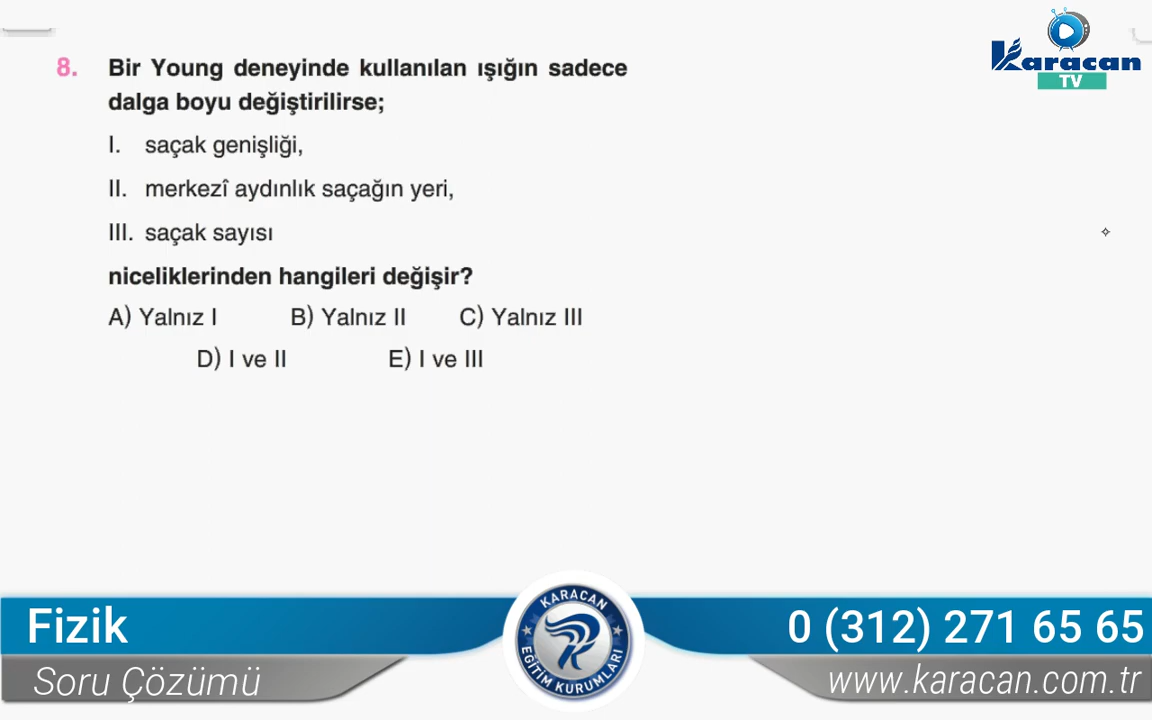 Karacan
TV
8. Bir Young deneyinde kullanılan ışığın sadece
dalga boyu değiştirilirse;
I. saçak genişliği,
II. merkezî aydınlık saçağın yeri,
III. saçak sayısı
niceliklerinden hangileri değişir?
A) Yalnız I B) Yalnız II C) Yalnız III
D) I ve II E) I ve III
Fizik
Soru Çözümü
KARACAN
EĞİTİM KURUMLARI
0 (312) 271 65 65
www.karacan.com.tr